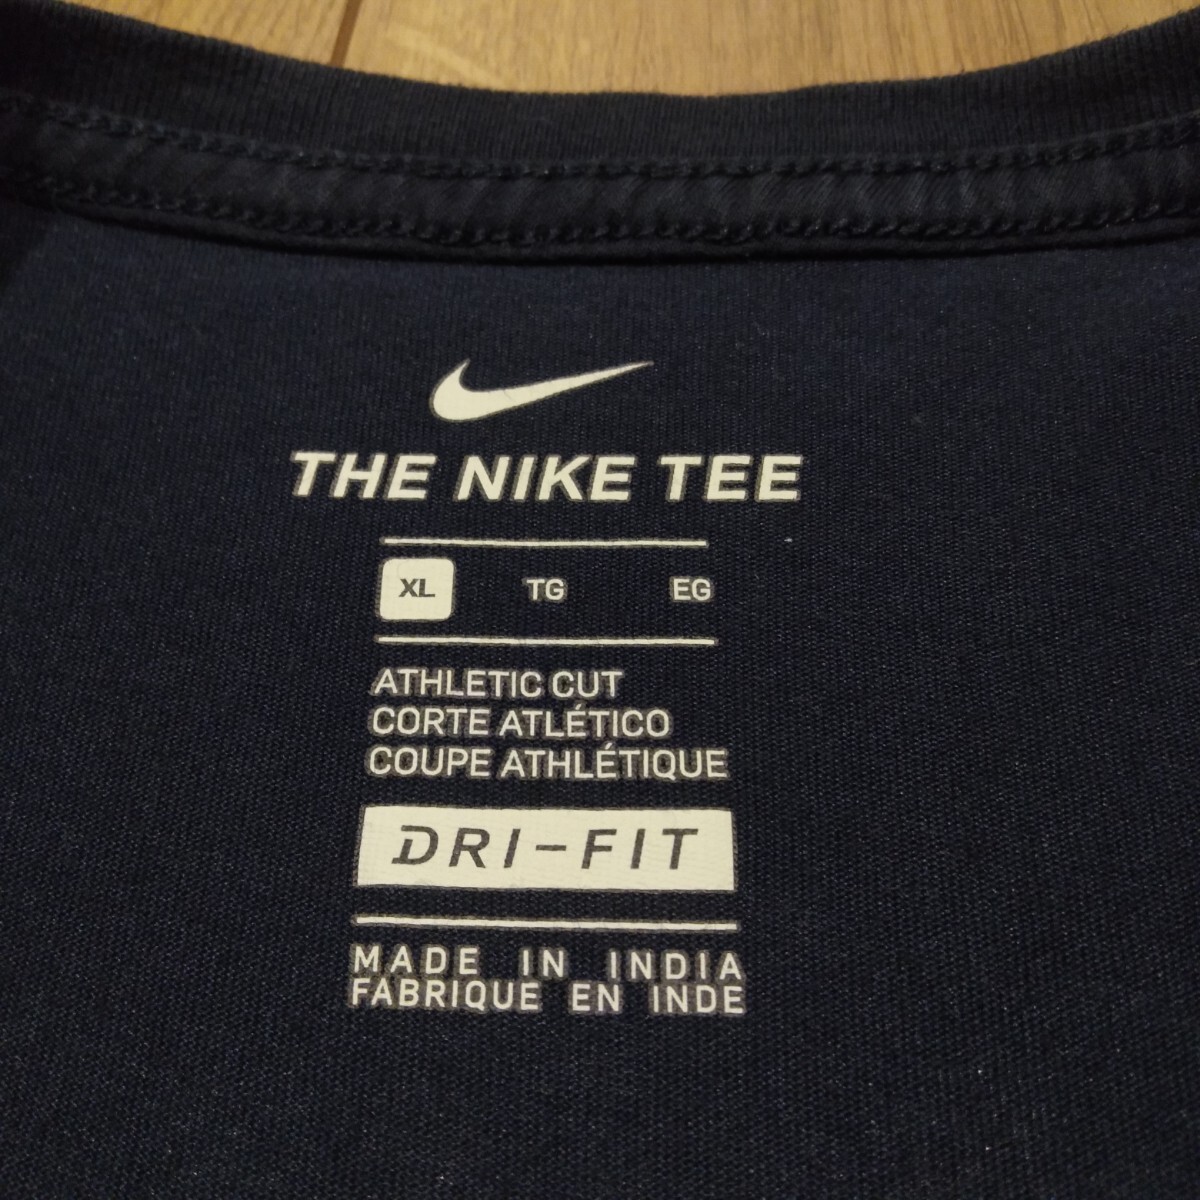 THE NIKE TEE
XL TG EG
ATHLETIC CUT
CORTE ATLÉTICO
COUPE ATHLÉTIQUE
DRI-FIT
MADE IN INDIA
FABRIQUE EN INDE